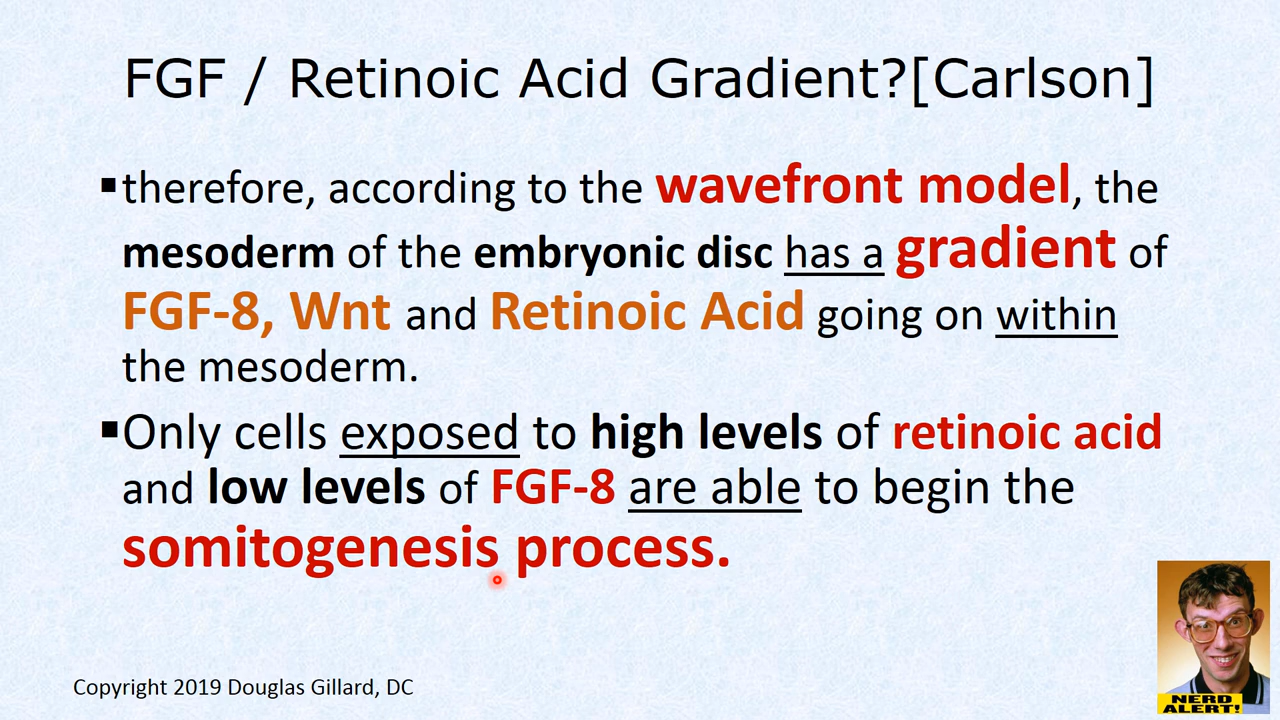 FGF / Retinoic Acid Gradient?[Carlson]
▪therefore, according to the wavefront model, the
mesoderm of the embryonic disc has a gradient of
FGF-8, Wnt and Retinoic Acid going on within
the mesoderm.
▪Only cells exposed to high levels of retinoic acid
and low levels of FGF-8 are able to begin the
somitogenesis process.
Copyright 2019 Douglas Gillard, DC
NERD
ALERT!